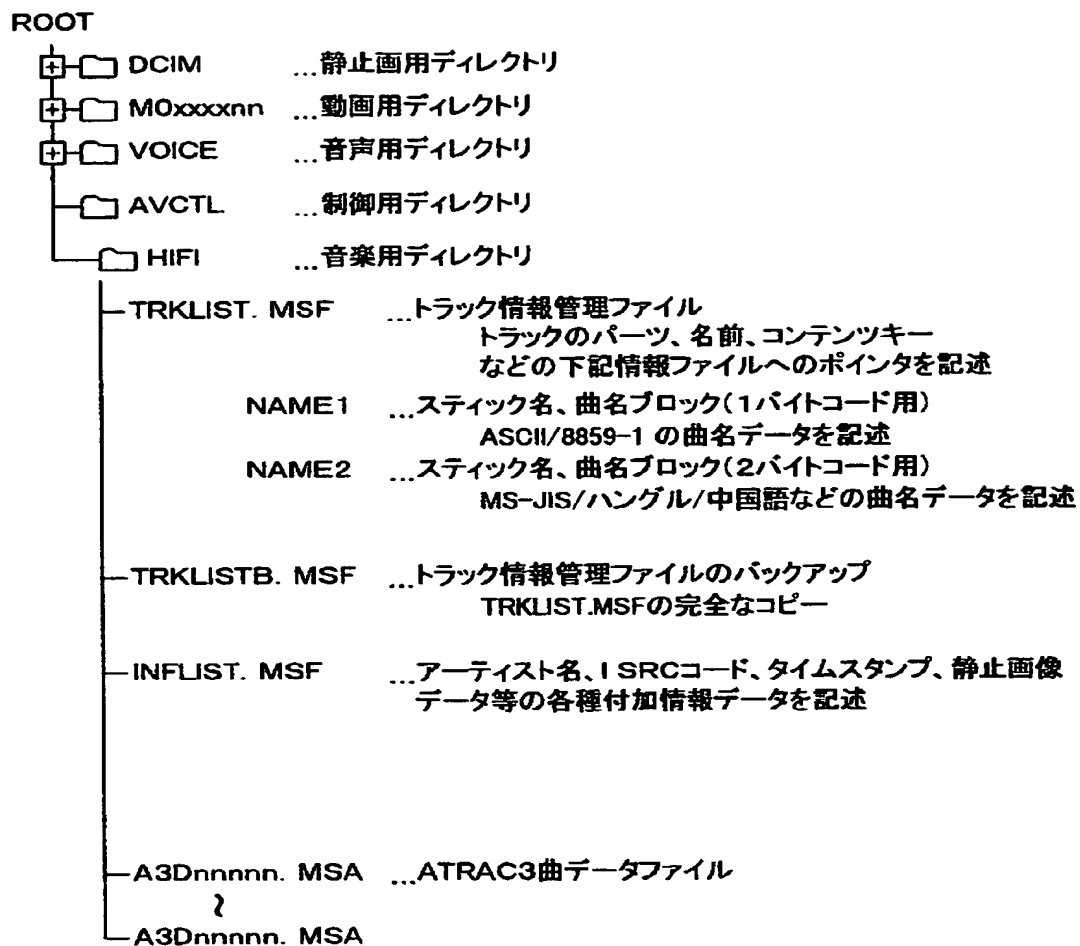 ROOT
DCIM ...静止画用ディレクトリ
M0xxxxnn ...動画用ディレクトリ
VOICE ...音声用ディレクトリ
AVCTL ...制御用ディレクトリ
HIFI ...音楽用ディレクトリ
TRKLIST. MSF ...トラック情報管理ファイル
トラックのパーツ、名前、コンテンツキー
などの下記情報ファイルへのポインタを記述
NAME1 ...スティック名、曲名ブロック(1バイトコード用)
ASCII/8859-1 の曲名データを記述
NAME2 ...スティック名、曲名ブロック(2バイトコード用)
MS-JIS/ハングル/中国語などの曲名データを記述
TRKLISTB. MSF ...トラック情報管理ファイルのバックアップ
TRKLIST.MSFの完全なコピー
INFLIST. MSF ...アーティスト名、ISRCコード、タイムスタンプ、静止画像
データ等の各種付加情報データを記述
A3Dnnnnn. MSA ...ATRAC3曲データファイル
~
A3Dnnnnn. MSA